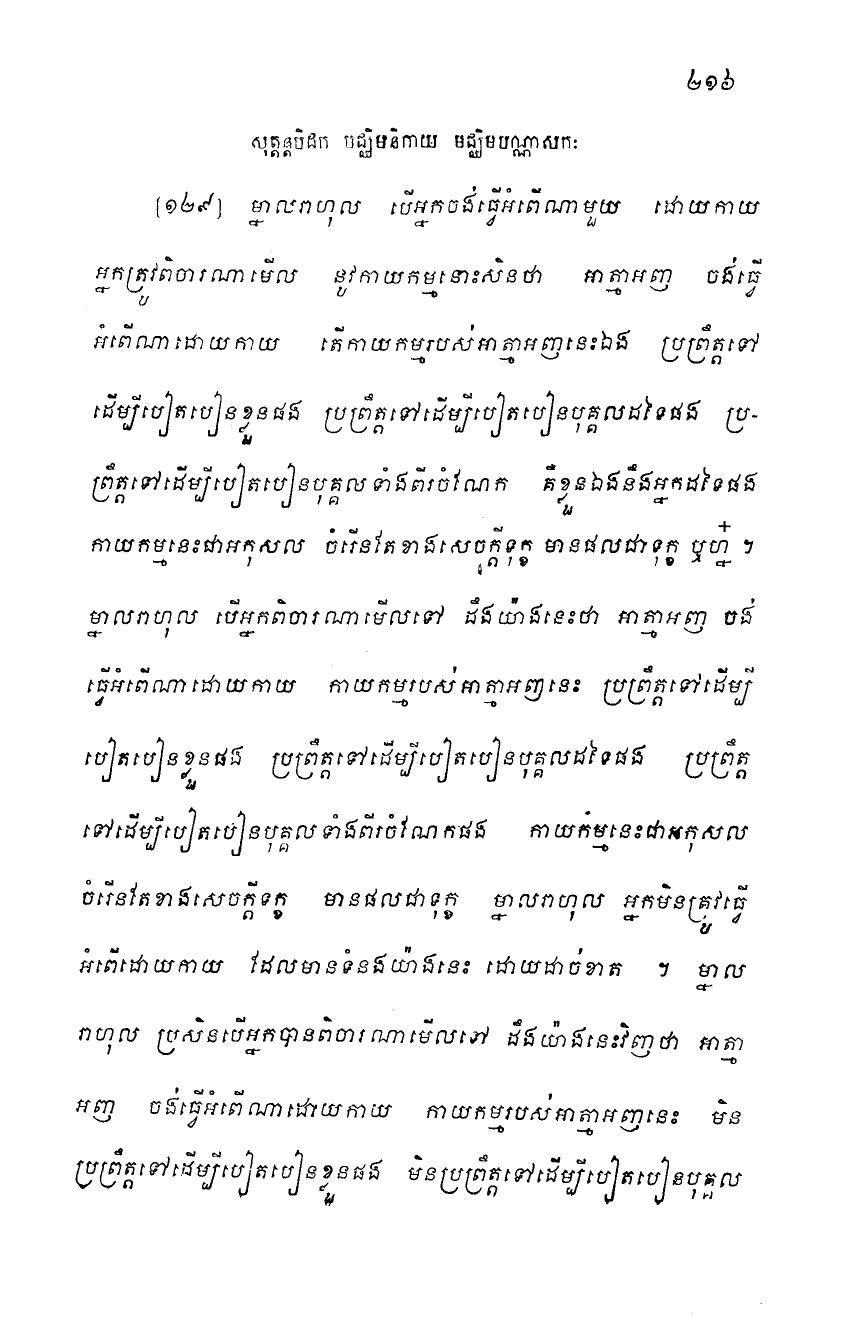 ២១៦
សុត្តន្តបិដក មជ្ឈិមនិកាយ មជ្ឈិមបណ្ណាសកៈ
[១២៩] ម្នាលរាហុល បើអ្នកចង់ធ្វើអំពើណាមួយ ដោយកាយ
អ្នកត្រូវពិចារណាមើល នូវកាយកម្មនោះសិនថា អាត្មាអញ ចង់ធ្វើ
អំពើណាដោយកាយ តើកាយកម្មរបស់អាត្មាអញនេះឯង ប្រព្រឹត្តទៅ
ដើម្បីបៀតបៀនខ្លួនផង ប្រព្រឹត្តទៅដើម្បីបៀតបៀនបុគ្គលដទៃផង ប្រ-
ព្រឹត្តទៅដើម្បីបៀតបៀនបុគ្គលទាំងពីរចំណែក គឺខ្លួនឯងនឹងអ្នកដទៃផង
កាយកម្មនេះជាអកុសល ចំរើនតែខាងសេចក្តីទុក្ខ មានផលជាទុក្ខ ឬហ្ន៎ ។
ម្នាលរាហុល បើអ្នកពិចារណាមើលទៅ ដឹងយ៉ាងនេះថា អាត្មាអញ ចង់
ធ្វើអំពើណាដោយកាយ កាយកម្មរបស់អាត្មាអញនេះ ប្រព្រឹត្តទៅដើម្បី
បៀតបៀនខ្លួនផង ប្រព្រឹត្តទៅដើម្បីបៀតបៀនបុគ្គលដទៃផង ប្រព្រឹត្ត
ទៅដើម្បីបៀតបៀនបុគ្គលទាំងពីរចំណែកផង កាយកម្មនេះជាអកុសល
ចំរើនតែខាងសេចក្តីទុក្ខ មានផលជាទុក្ខ ម្នាលរាហុល អ្នកមិនត្រូវធ្វើ
អំពើដោយកាយ ដែលមានទំនងយ៉ាងនេះ ដោយដាច់ខាត ។ ម្នាល
រាហុល ប្រសិនបើអ្នកបានពិចារណាមើលទៅ ដឹងយ៉ាងនេះវិញថា អាត្មា
អញ ចង់ធ្វើអំពើណាដោយកាយ កាយកម្មរបស់អាត្មាអញនេះ មិន
ប្រព្រឹត្តទៅដើម្បីបៀតបៀនខ្លួនផង មិនប្រព្រឹត្តទៅដើម្បីបៀតបៀនបុគ្គល